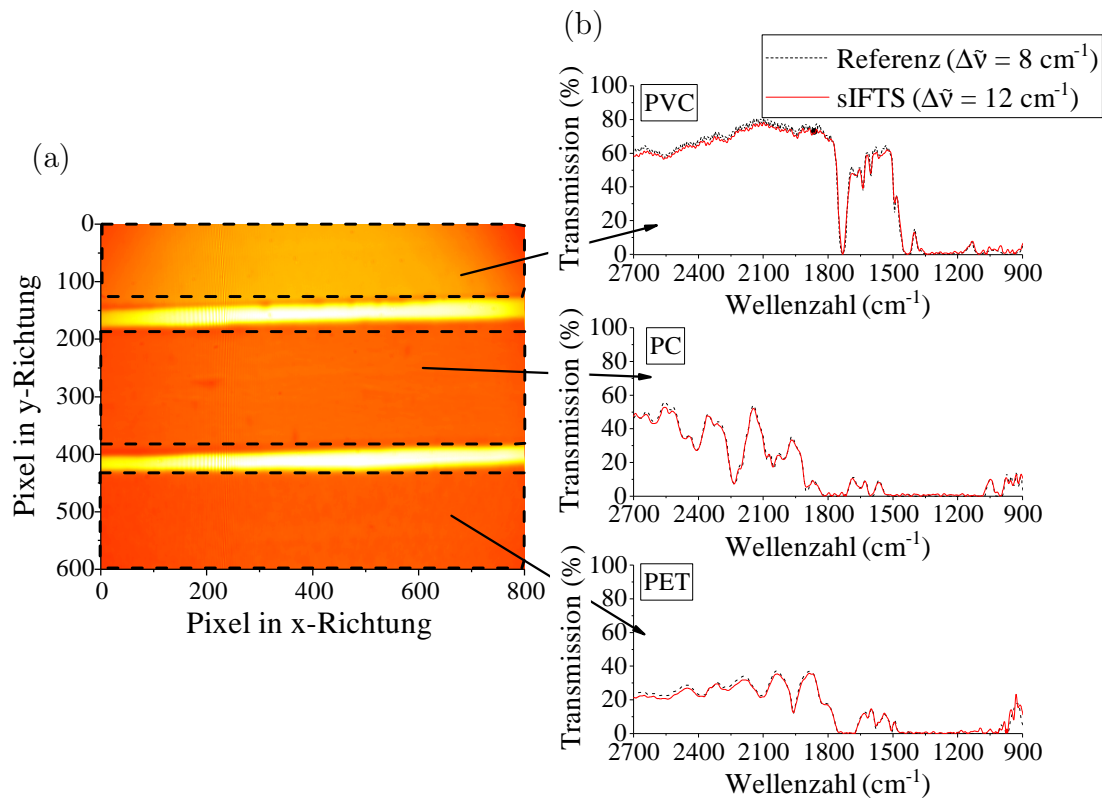 (a)
0
100
200
300
400
500
600
Pixel in y-Richtung
0 200 400 600 800
Pixel in x-Richtung
(b)
Referenz (Δν̃ = 8 cm⁻¹)
sIFTS (Δν̃ = 12 cm⁻¹)
PVC
100
80
60
40
20
0
Transmission (%)
2700 2400 2100 1800 1500 1200 900
Wellenzahl (cm⁻¹)
PC
100
80
60
40
20
0
Transmission (%)
2700 2400 2100 1800 1500 1200 900
Wellenzahl (cm⁻¹)
PET
100
80
60
40
20
0
Transmission (%)
2700 2400 2100 1800 1500 1200 900
Wellenzahl (cm⁻¹)